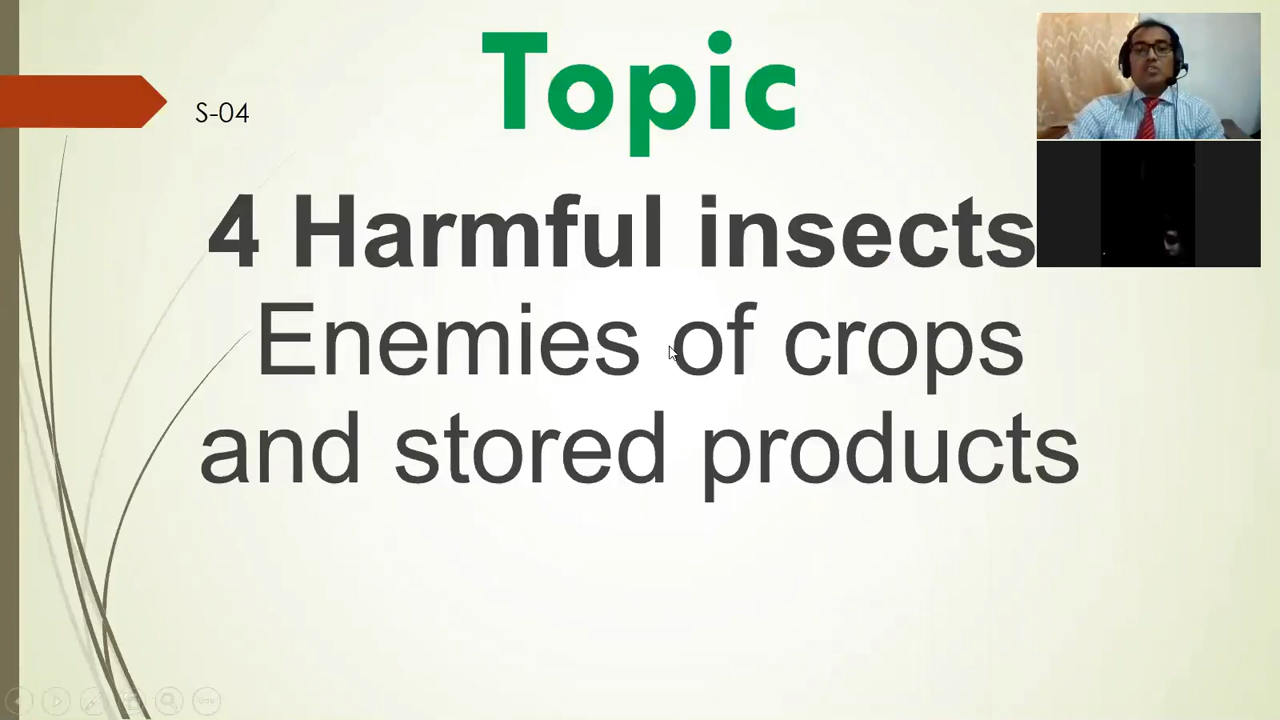 Topic
S-04
4 Harmful insects
Enemies of crops
and stored products